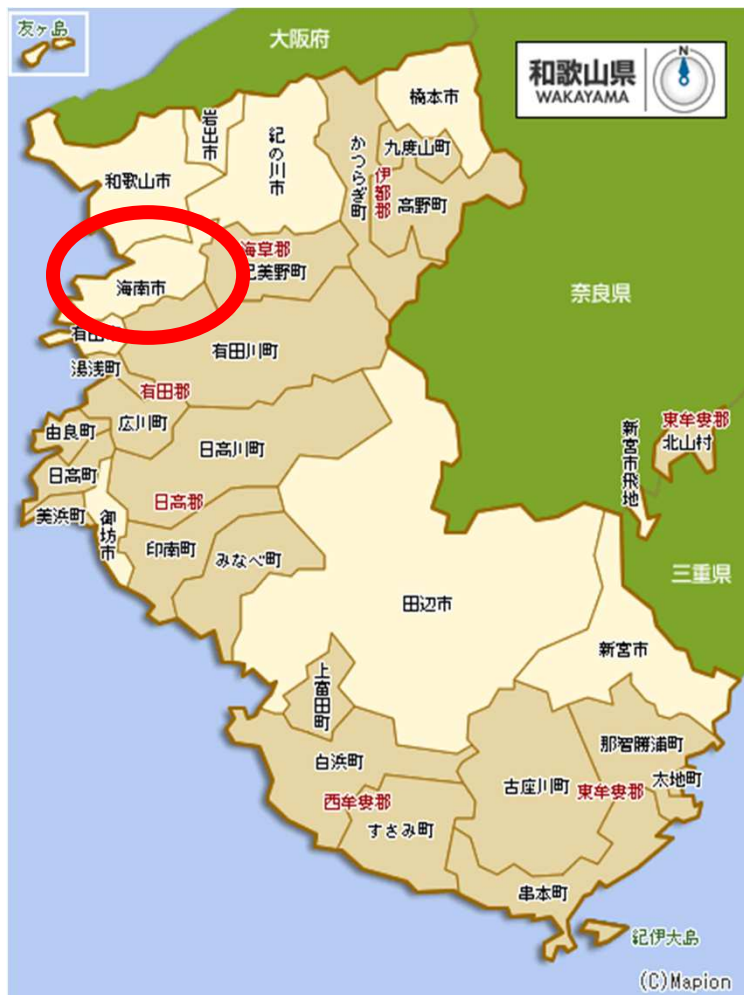 友ヶ島
大阪府
和歌山県
WAKAYAMA
N
橋本市
岩出市
紀の川市
かつらぎ町
九度山町
伊都郡
高野町
和歌山市
海草郡
紀美野町
海南市
奈良県
有田
有田川町
湯浅町
有田郡
広川町
由良町
日高川町
東牟婁郡
北山村
新宮市飛地
日高町
日高郡
美浜町
御坊市
印南町
みなべ町
三重県
田辺市
新宮市
上富田町
那智勝浦町
白浜町
太地町
古座川町
東牟婁郡
西牟婁郡
すさみ町
串本町
紀伊大島
(C)Mapion